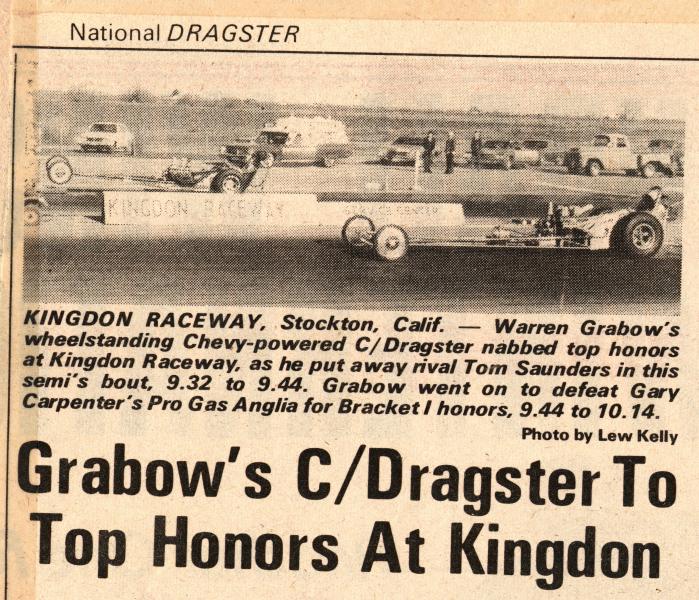 National DRAGSTER
KINGDON RACEWAY
SERVICE CENTER
KINGDON RACEWAY, Stockton, Calif. — Warren Grabow's
wheelstanding Chevy-powered C/Dragster nabbed top honors
at Kingdon Raceway, as he put away rival Tom Saunders in this
semi's bout, 9.32 to 9.44. Grabow went on to defeat Gary
Carpenter's Pro Gas Anglia for Bracket I honors, 9.44 to 10.14.
Photo by Lew Kelly
Grabow's C/Dragster To
Top Honors At Kingdon